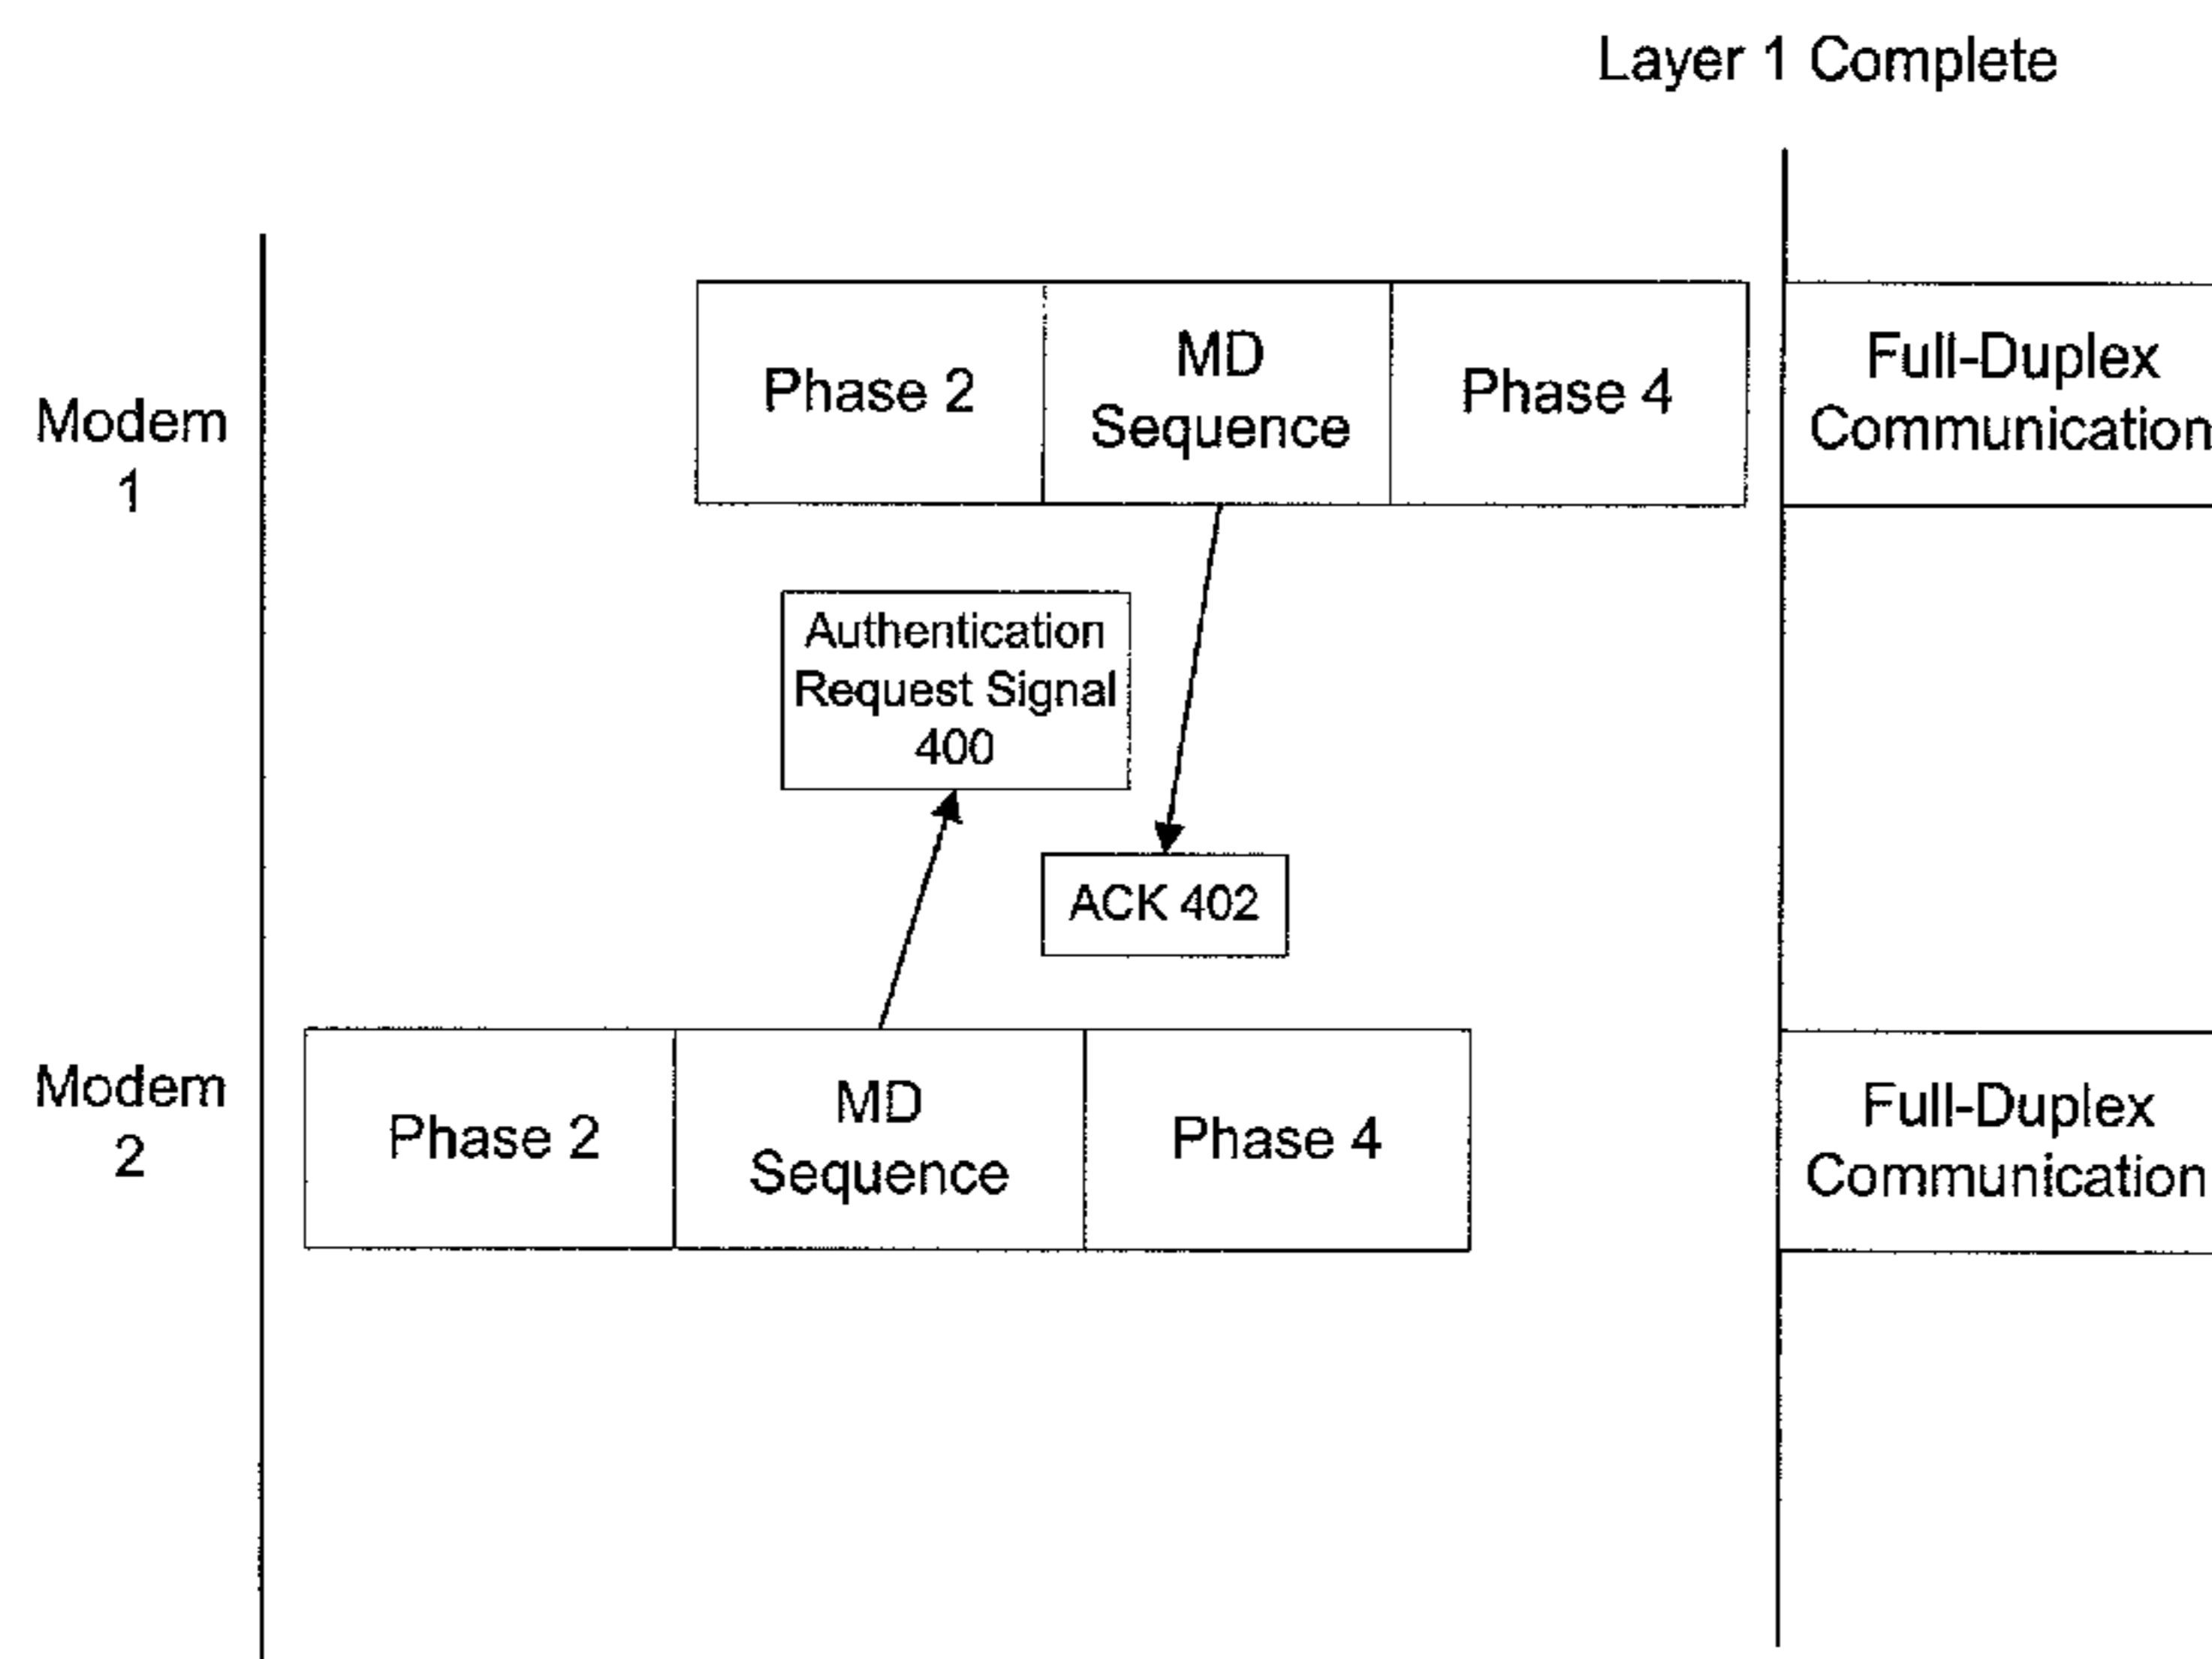 Layer 1 Complete
Modem
1
Phase 2
MD
Sequence
Phase 4
Full-Duplex
Communication
Authentication
Request Signal
400
ACK 402
Modem
2
Phase 2
MD
Sequence
Phase 4
Full-Duplex
Communication